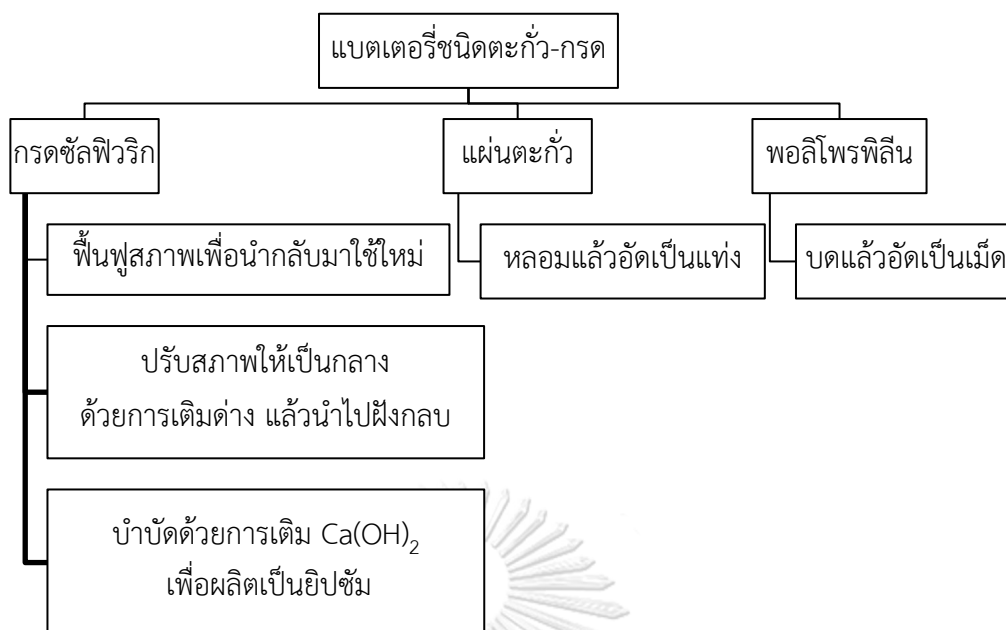 แบตเตอรี่ชนิดตะกั่ว-กรด
กรดซัลฟิวริก
แผ่นตะกั่ว
พอลิโพรพิลีน
ฟื้นฟูสภาพเพื่อนำกลับมาใช้ใหม่
หลอมแล้วอัดเป็นแท่ง
บดแล้วอัดเป็นเม็ด
ปรับสภาพให้เป็นกลาง
ด้วยการเติมด่าง แล้วนำไปฝังกลบ
บำบัดด้วยการเติม Ca(OH)₂
เพื่อผลิตเป็นยิปซัม